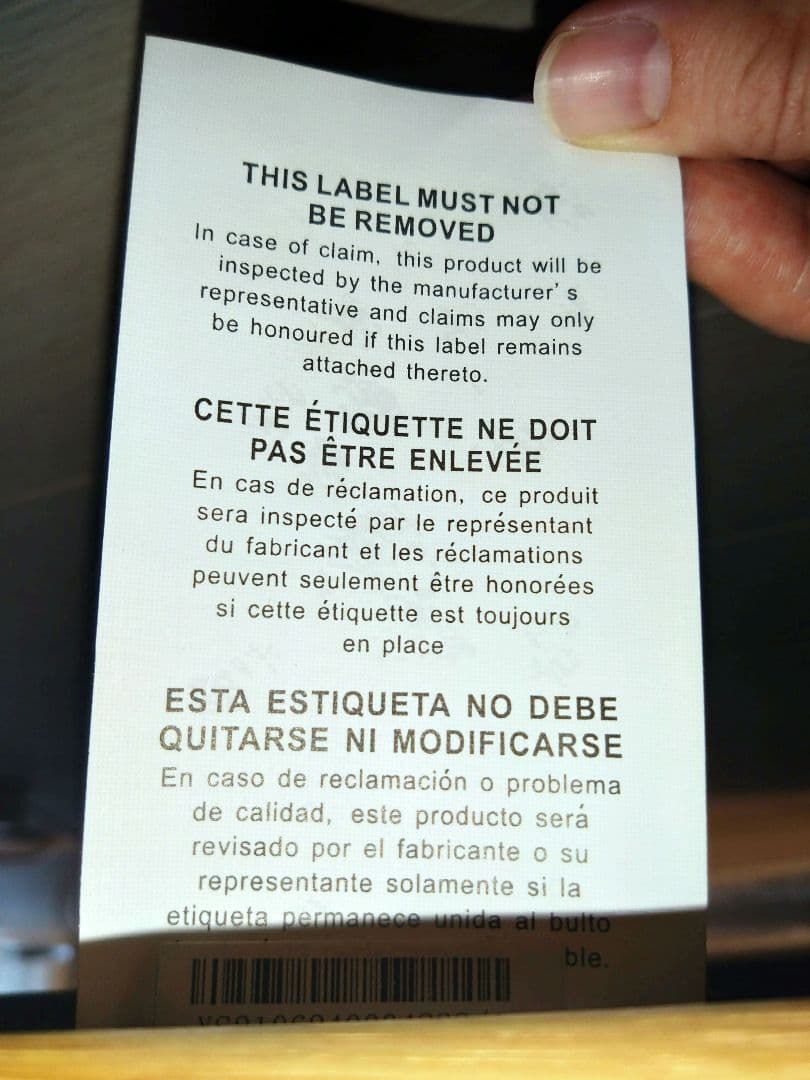 THIS LABEL MUST NOT
BE REMOVED
In case of claim, this product will be
inspected by the manufacturer's
representative and claims may only
be honoured if this label remains
attached thereto.
CETTE ÉTIQUETTE NE DOIT
PAS ÊTRE ENLEVÉE
En cas de réclamation, ce produit
sera inspecté par le représentant
du fabricant et les réclamations
peuvent seulement être honorées
si cette étiquette est toujours
en place
ESTA ESTIQUETA NO DEBE
QUITARSE NI MODIFICARSE
En caso de reclamación o problema
de calidad, este producto será
revisado por el fabricante o su
representante solamente si la
etiqueta permanece unida al bulto
ble.